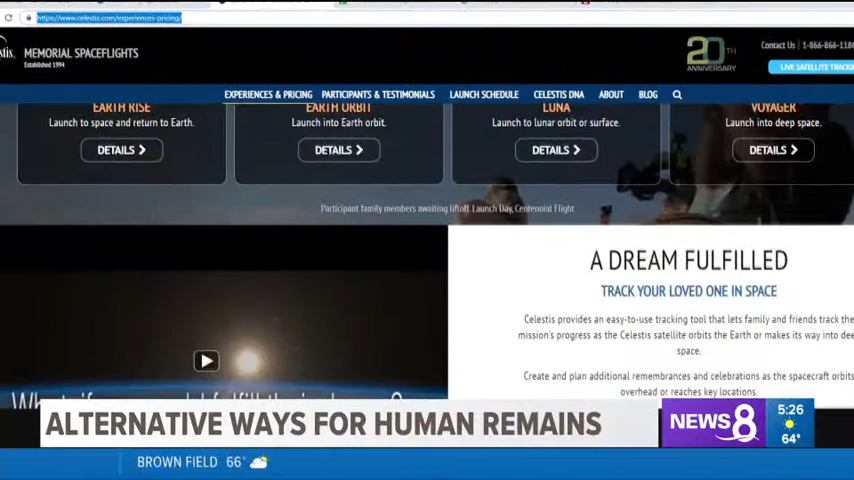 https://www.celestis.com/experiences-pricing/
MEMORIAL SPACEFLIGHTS
Established 1994
20TH
ANNIVERSARY
Contact Us | 1-866-866-118
LIVE SATELLITE TRACK
EXPERIENCES & PRICING PARTICIPANTS & TESTIMONIALS LAUNCH SCHEDULE CELESTIS DNA ABOUT BLOG
EARTH RISE
Launch to space and return to Earth.
DETAILS
EARTH ORBIT
Launch into Earth orbit.
DETAILS
LUNA
Launch to lunar orbit or surface.
DETAILS
VOYAGER
Launch into deep space.
DETAILS
Participant family members awaiting liftoff. Launch Day, Centennial Flight
A DREAM FULFILLED
TRACK YOUR LOVED ONE IN SPACE
Celestis provides an easy-to-use tracking tool that lets family and friends track the
mission's progress as the Celestis satellite orbits the Earth or makes its way into dee
space.
Create and plan additional remembrances and celebrations as the spacecraft orbits
overhead or reaches key locations.
ALTERNATIVE WAYS FOR HUMAN REMAINS
NEWS 8
5:26
64°
BROWN FIELD 66°